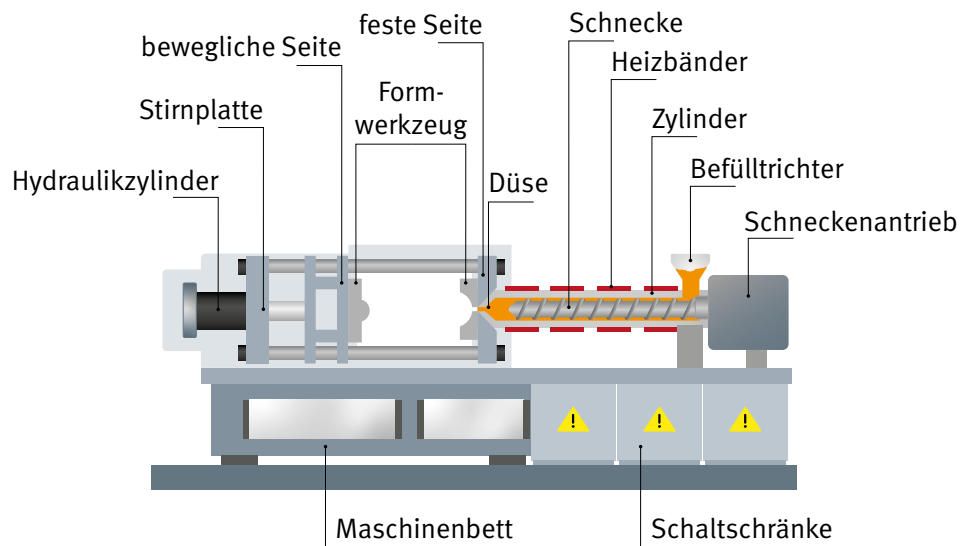 feste Seite
Schnecke
bewegliche Seite
Heizbänder
Form-
werkzeug
Stirnplatte
Zylinder
Befülltrichter
Hydraulikzylinder
Düse
Schneckenantrieb
!
!
!
Maschinenbett
Schaltschränke